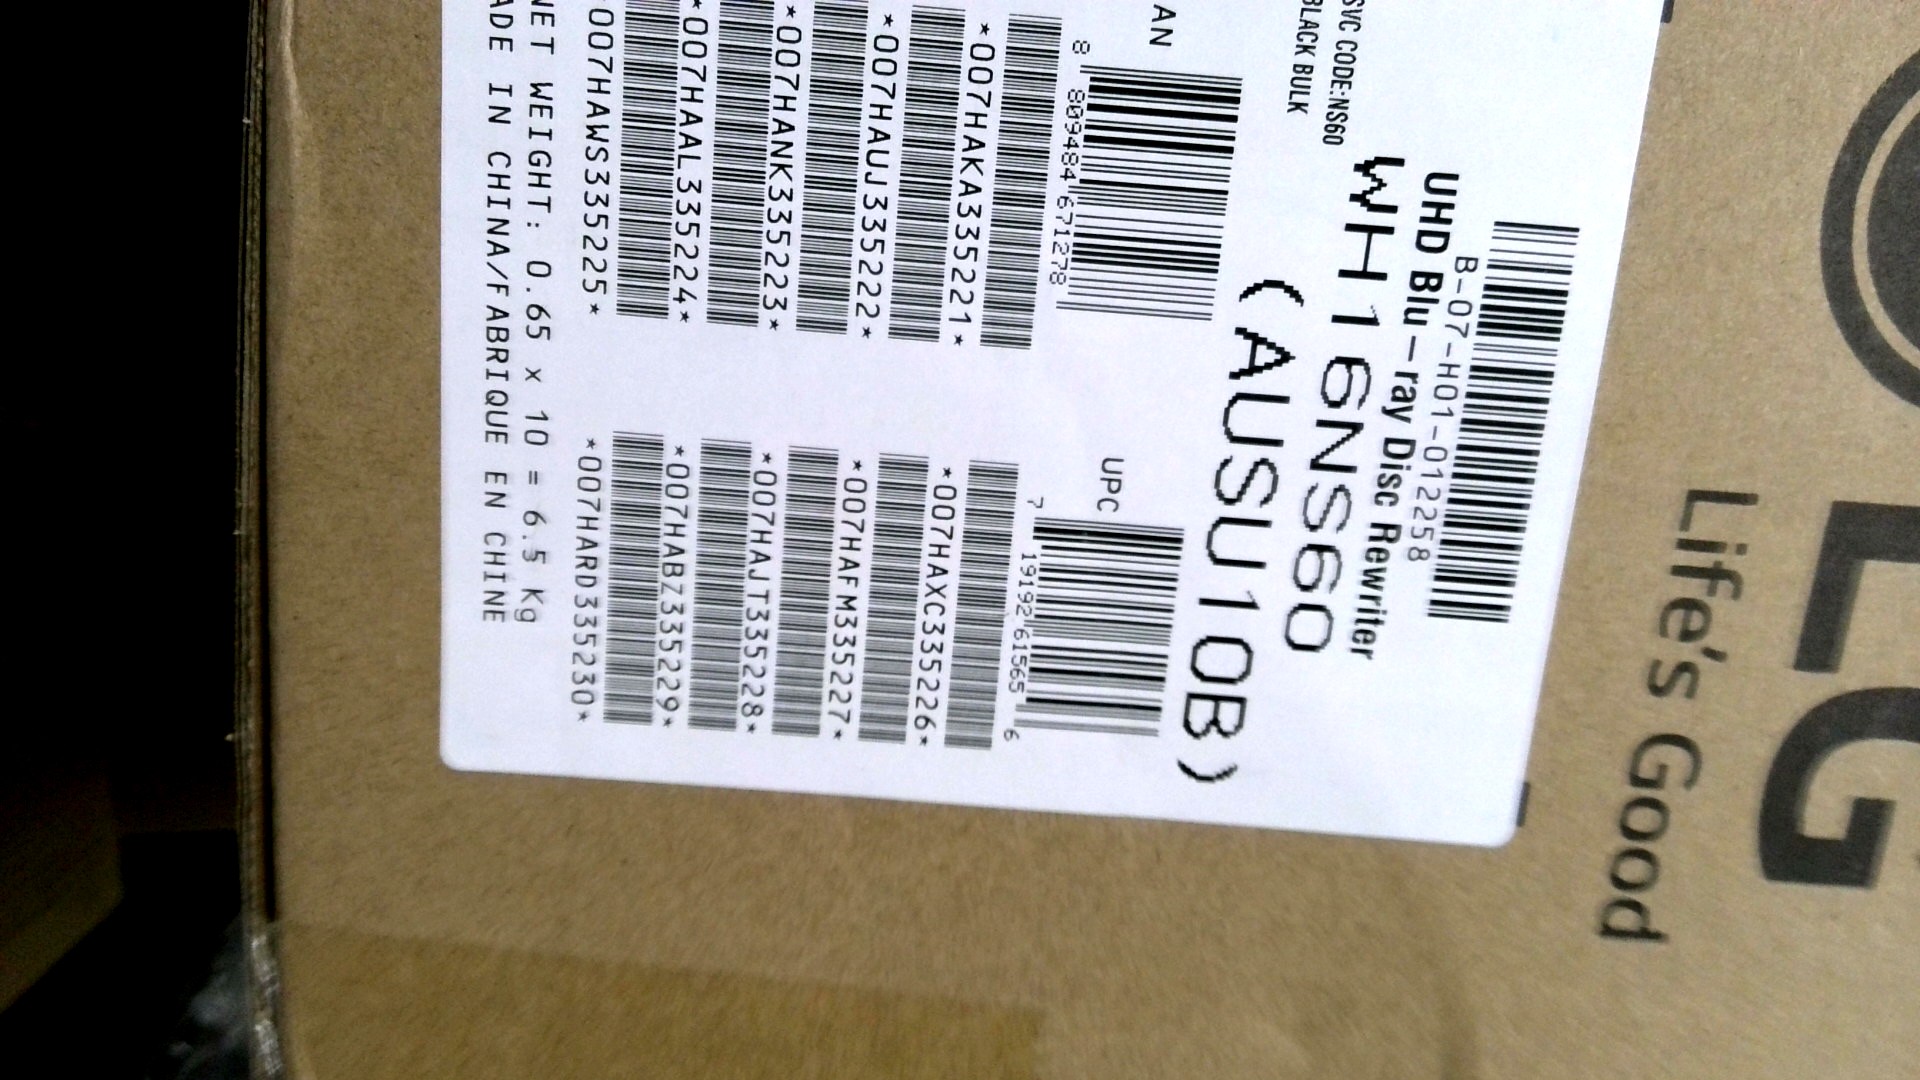 LG
Life's Good
B-07-H01-012258
UHD Blu-ray Disc Rewriter
WH16NS60
(AUSU10B)
SVC CODE:NS60
BLACK BULK
AN
8 809484 671278
UPC
7 19192 61565 6
*007HAKA335221*
*007HAUJ335222*
*007HANK335223*
*007HAAL335224*
007HAWS335225*
*007HAXC335226*
*007HAFM335227*
*007HAJT335228*
*007HABZ335229*
*007HARD335230*
NET WEIGHT: 0.65 x 10 = 6.5 Kg
ADE IN CHINA/FABRIQUE EN CHINE